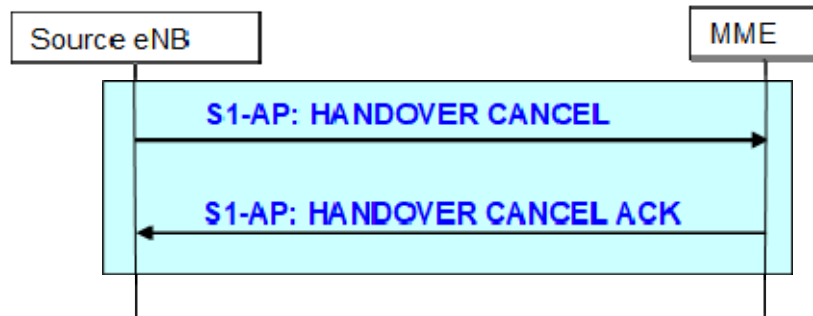 Source eNB
MME
S1-AP: HANDOVER CANCEL
S1-AP: HANDOVER CANCEL ACK